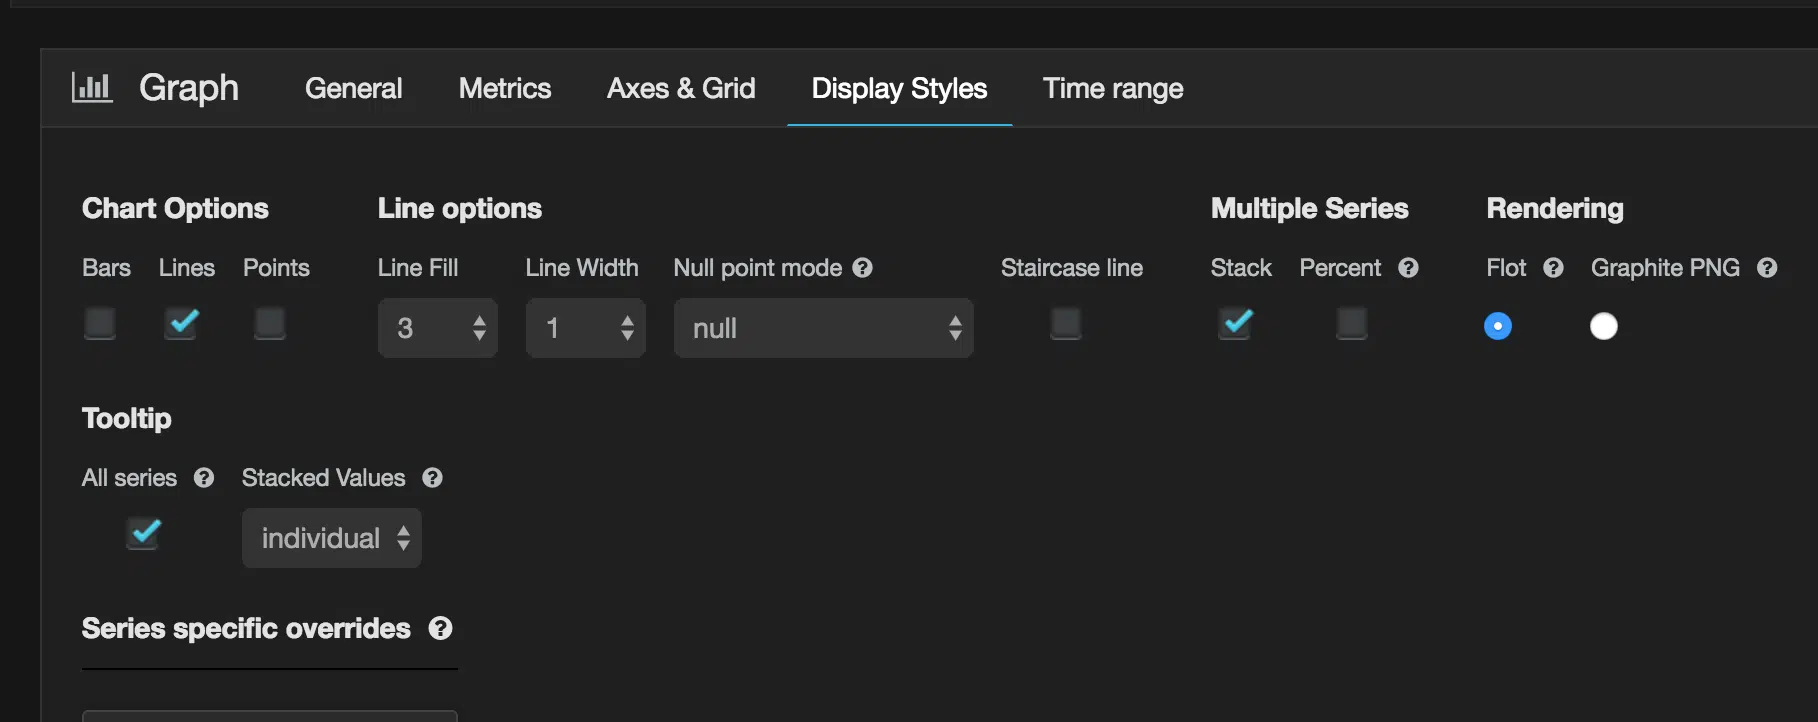 Graph General Metrics Axes & Grid Display Styles Time range
Chart Options Line options Multiple Series Rendering
Bars Lines Points Line Fill Line Width Null point mode Staircase line Stack Percent Flot Graphite PNG
3 1 null
Tooltip
All series Stacked Values
individual
Series specific overrides